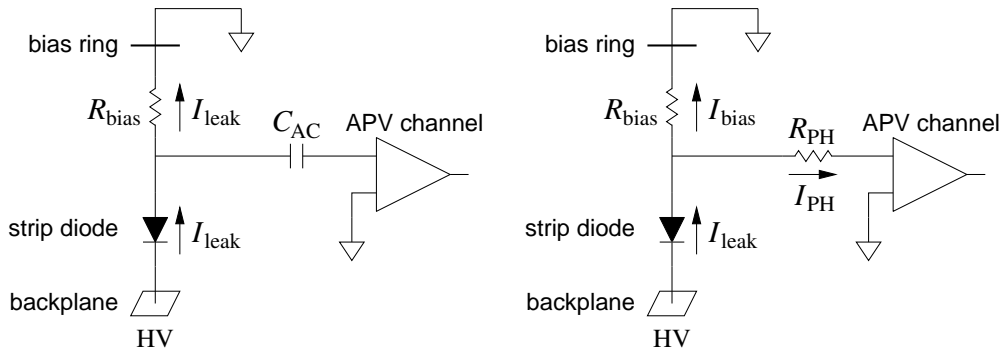 bias ring
R_bias
I_leak
C_AC
APV channel
strip diode
I_leak
backplane
HV
bias ring
R_bias
I_bias
R_PH
APV channel
I_PH
strip diode
I_leak
backplane
HV